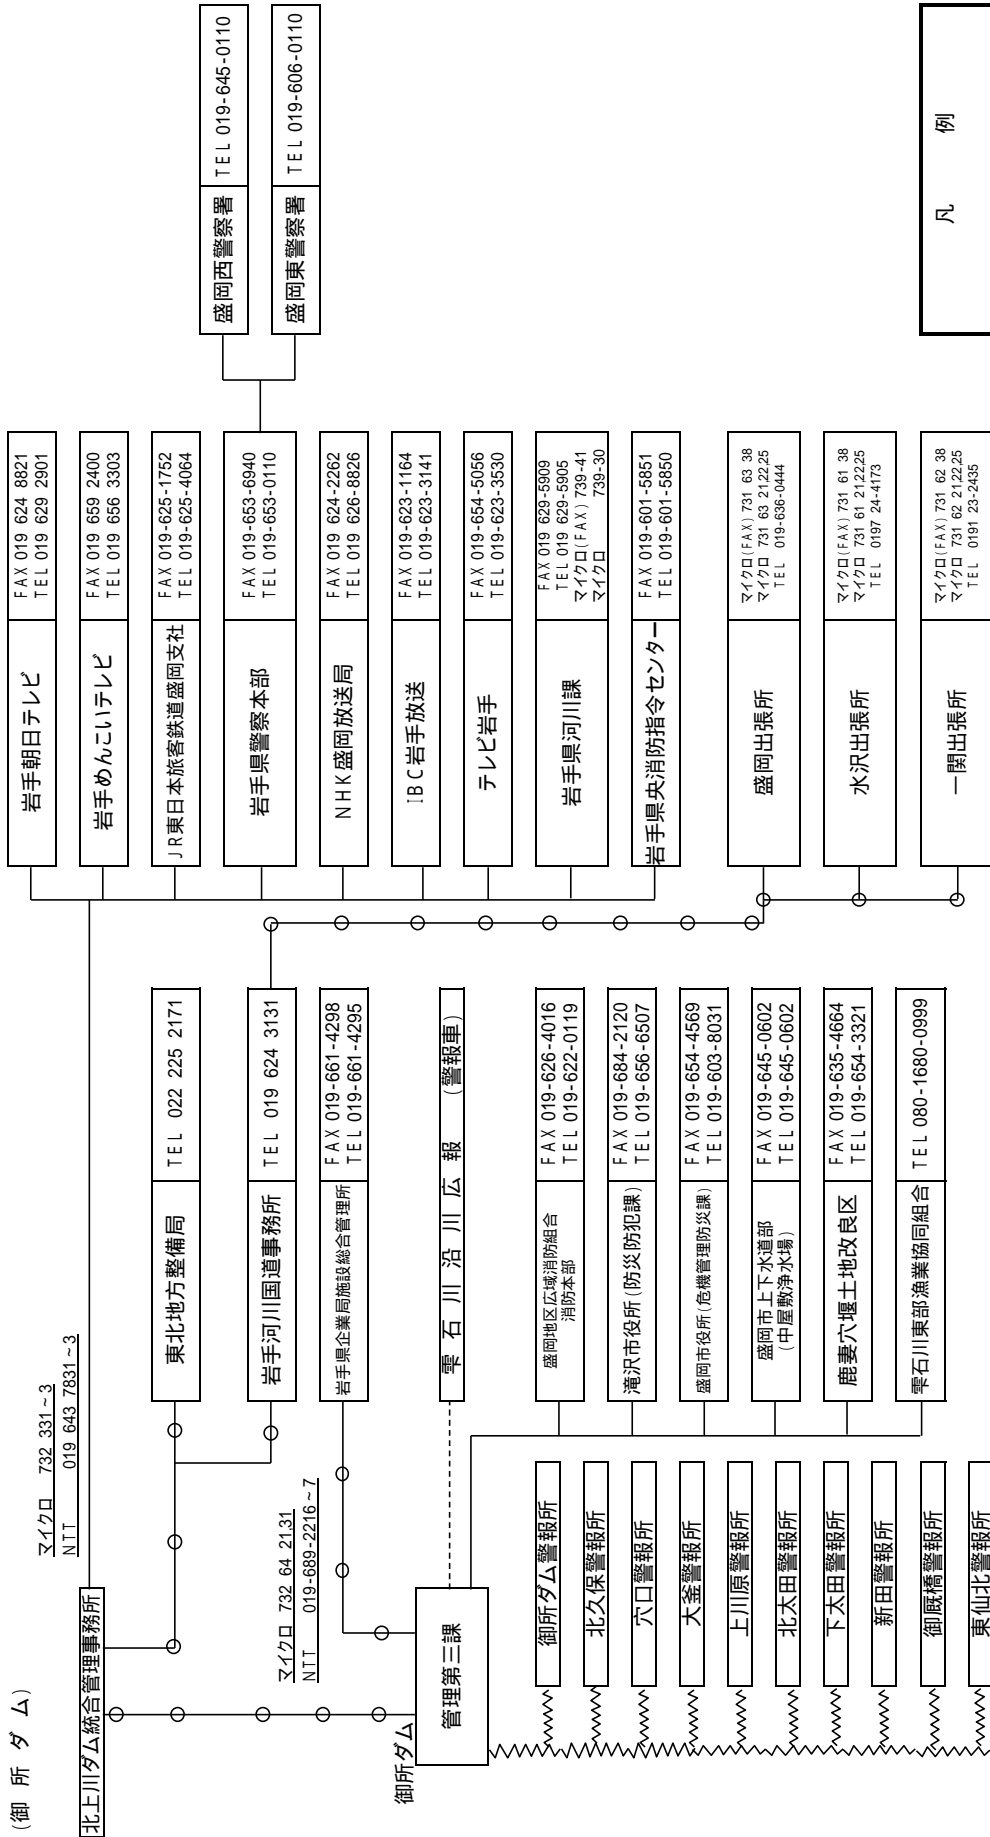 (御 所 ダ ム)
北上川ダム統合管理事務所
マイクロ 732 331～3
NTT 019 643 7831～3
御所ダム
管理第三課
マイクロ 732 64 21,31
NTT 019-689-2216～7
東北地方整備局
TEL 022 225 2171
岩手河川国道事務所
TEL 019 624 3131
岩手県企業局施設総合管理所
FAX 019-661-4298
TEL 019-661-4295
雫 石 川 沿 川 広 報 (警報車)
盛岡地区広域消防組合
消防本部
FAX 019-626-4016
TEL 019-622-0119
滝沢市役所(防災防犯課)
FAX 019-684-2120
TEL 019-656-6507
盛岡市役所(危機管理防災課)
FAX 019-654-4569
TEL 019-603-8031
盛岡市上下水道部
(中屋敷浄水場)
FAX 019-645-0602
TEL 019-645-0602
鹿妻穴堰土地改良区
FAX 019-635-4664
TEL 019-654-3321
雫石川東部漁業協同組合
TEL 080-1680-0999
御所ダム警報所
北久保警報所
穴口警報所
大釜警報所
上川原警報所
北太田警報所
下太田警報所
新田警報所
御厩橋警報所
東仙北警報所
岩手朝日テレビ
FAX 019 624 8821
TEL 019 629 2901
岩手めんこいテレビ
FAX 019 659 2400
TEL 019 656 3303
JR東日本旅客鉄道盛岡支社
FAX 019-625-1752
TEL 019-625-4064
岩手県警察本部
FAX 019-653-6940
TEL 019-653-0110
NHK盛岡放送局
FAX 019 624-2262
TEL 019 626-8826
IBC岩手放送
FAX 019-623-1164
TEL 019-623-3141
テレビ岩手
FAX 019-654-5056
TEL 019-623-3530
岩手県河川課
FAX 019 629-5909
TEL 019 629-5905
マイクロ(FAX) 739-41
マイクロ 739-30
岩手県央消防指令センター
FAX 019-601-5851
TEL 019-601-5850
盛岡出張所
マイクロ(FAX) 731 63 38
マイクロ 731 63 21,22,25
TEL 019-636-0444
水沢出張所
マイクロ(FAX) 731 61 38
マイクロ 731 61 21,22,25
TEL 0197 24-4173
一関出張所
マイクロ(FAX) 731 62 38
マイクロ 731 62 21,22,25
TEL 0191 23-2435
盛岡西警察署
TEL 019-645-0110
盛岡東警察署
TEL 019-606-0110
凡 例